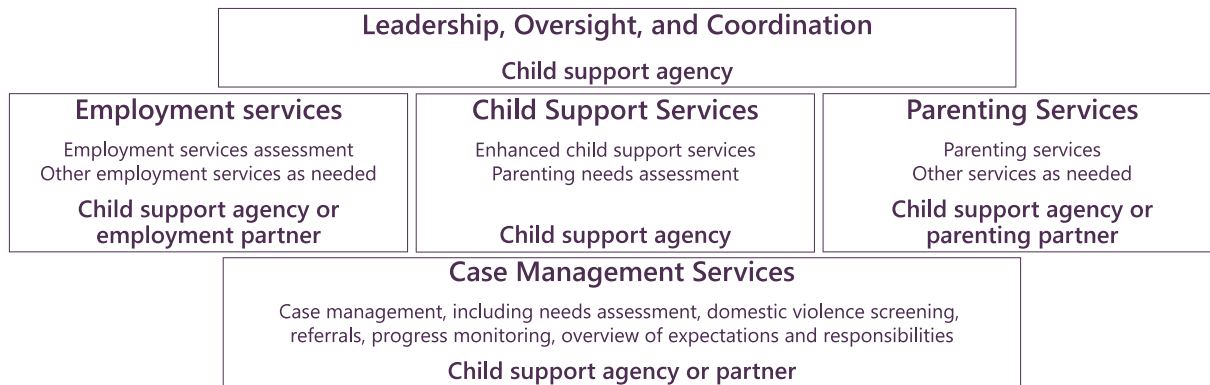 Leadership, Oversight, and Coordination
Child support agency
Employment services
Employment services assessment
Other employment services as needed
Child support agency or
employment partner
Child Support Services
Enhanced child support services
Parenting needs assessment
Child support agency
Parenting Services
Parenting services
Other services as needed
Child support agency or
parenting partner
Case Management Services
Case management, including needs assessment, domestic violence screening,
referrals, progress monitoring, overview of expectations and responsibilities
Child support agency or partner